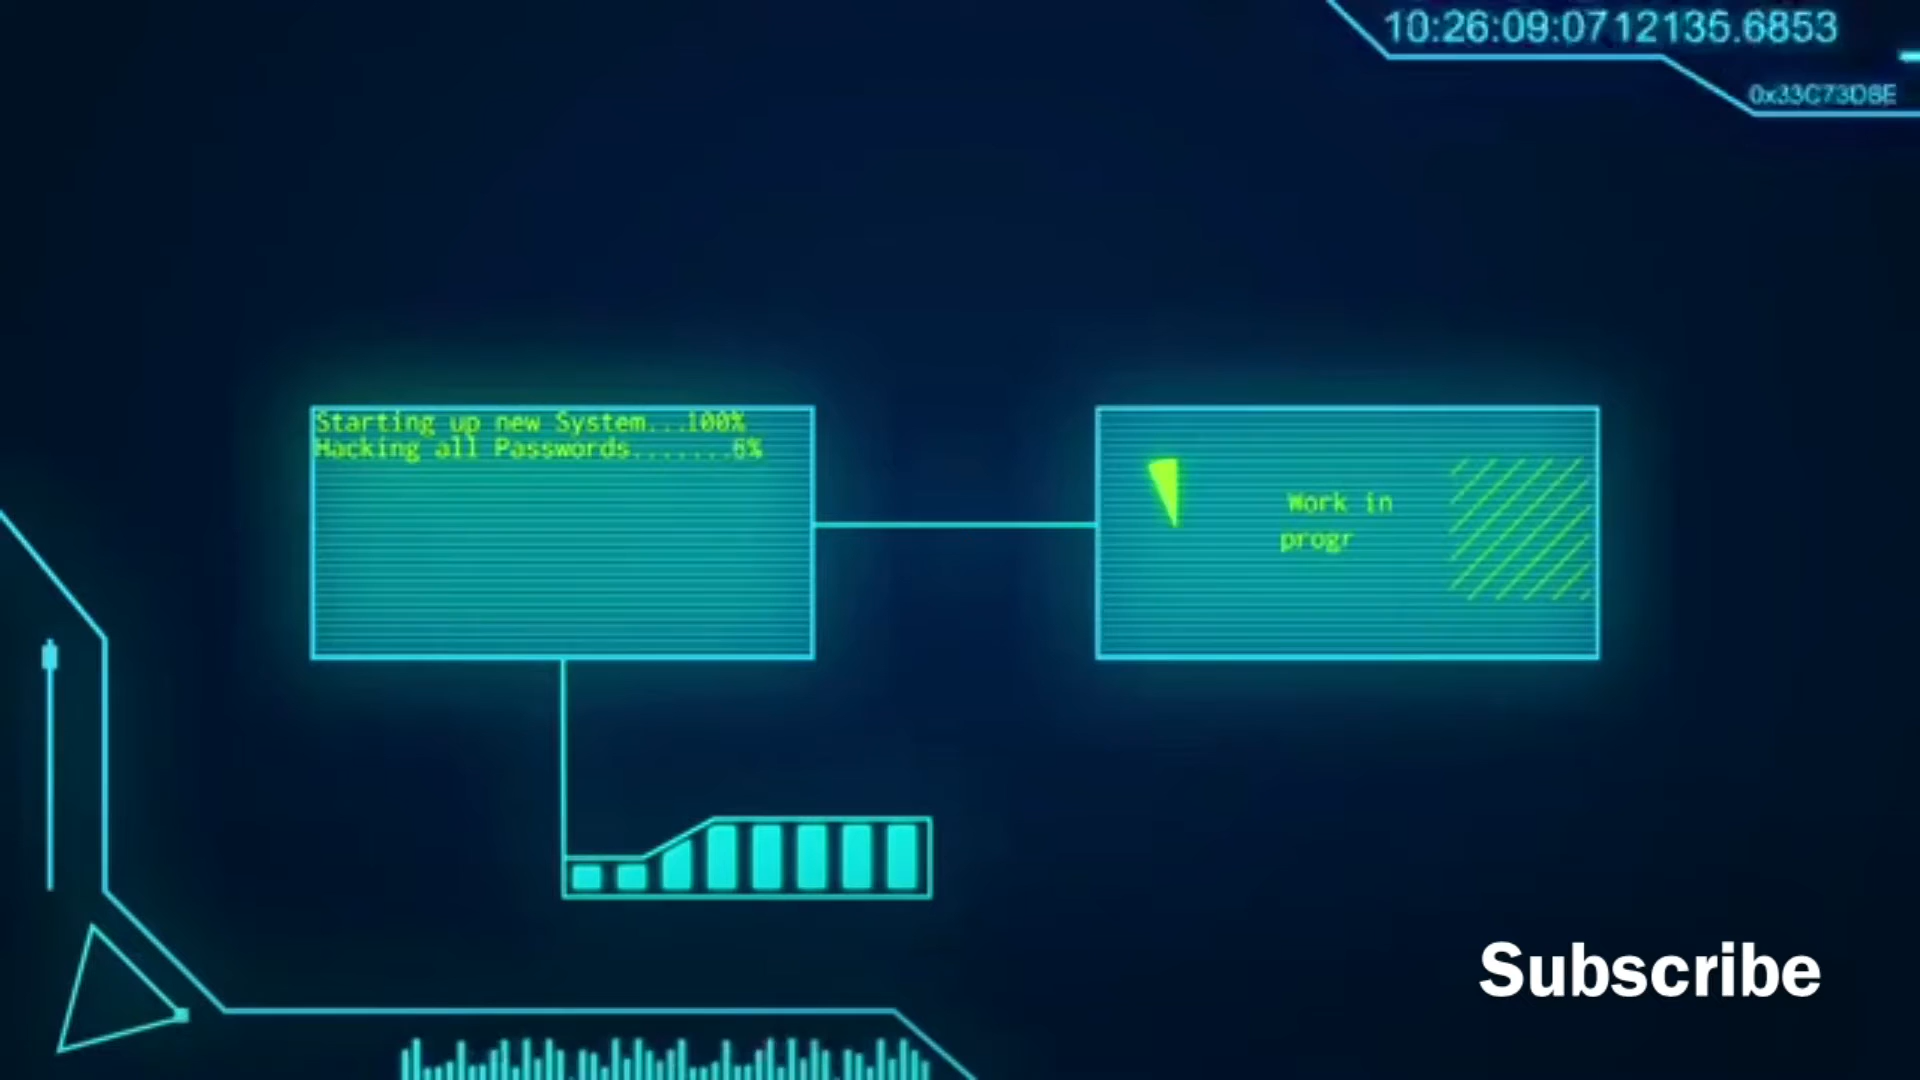 10:26:09:0712135.6853
0x33C73D8E
Starting up new System...100%
Hacking all Passwords.......6%
Work in
progr
Subscribe